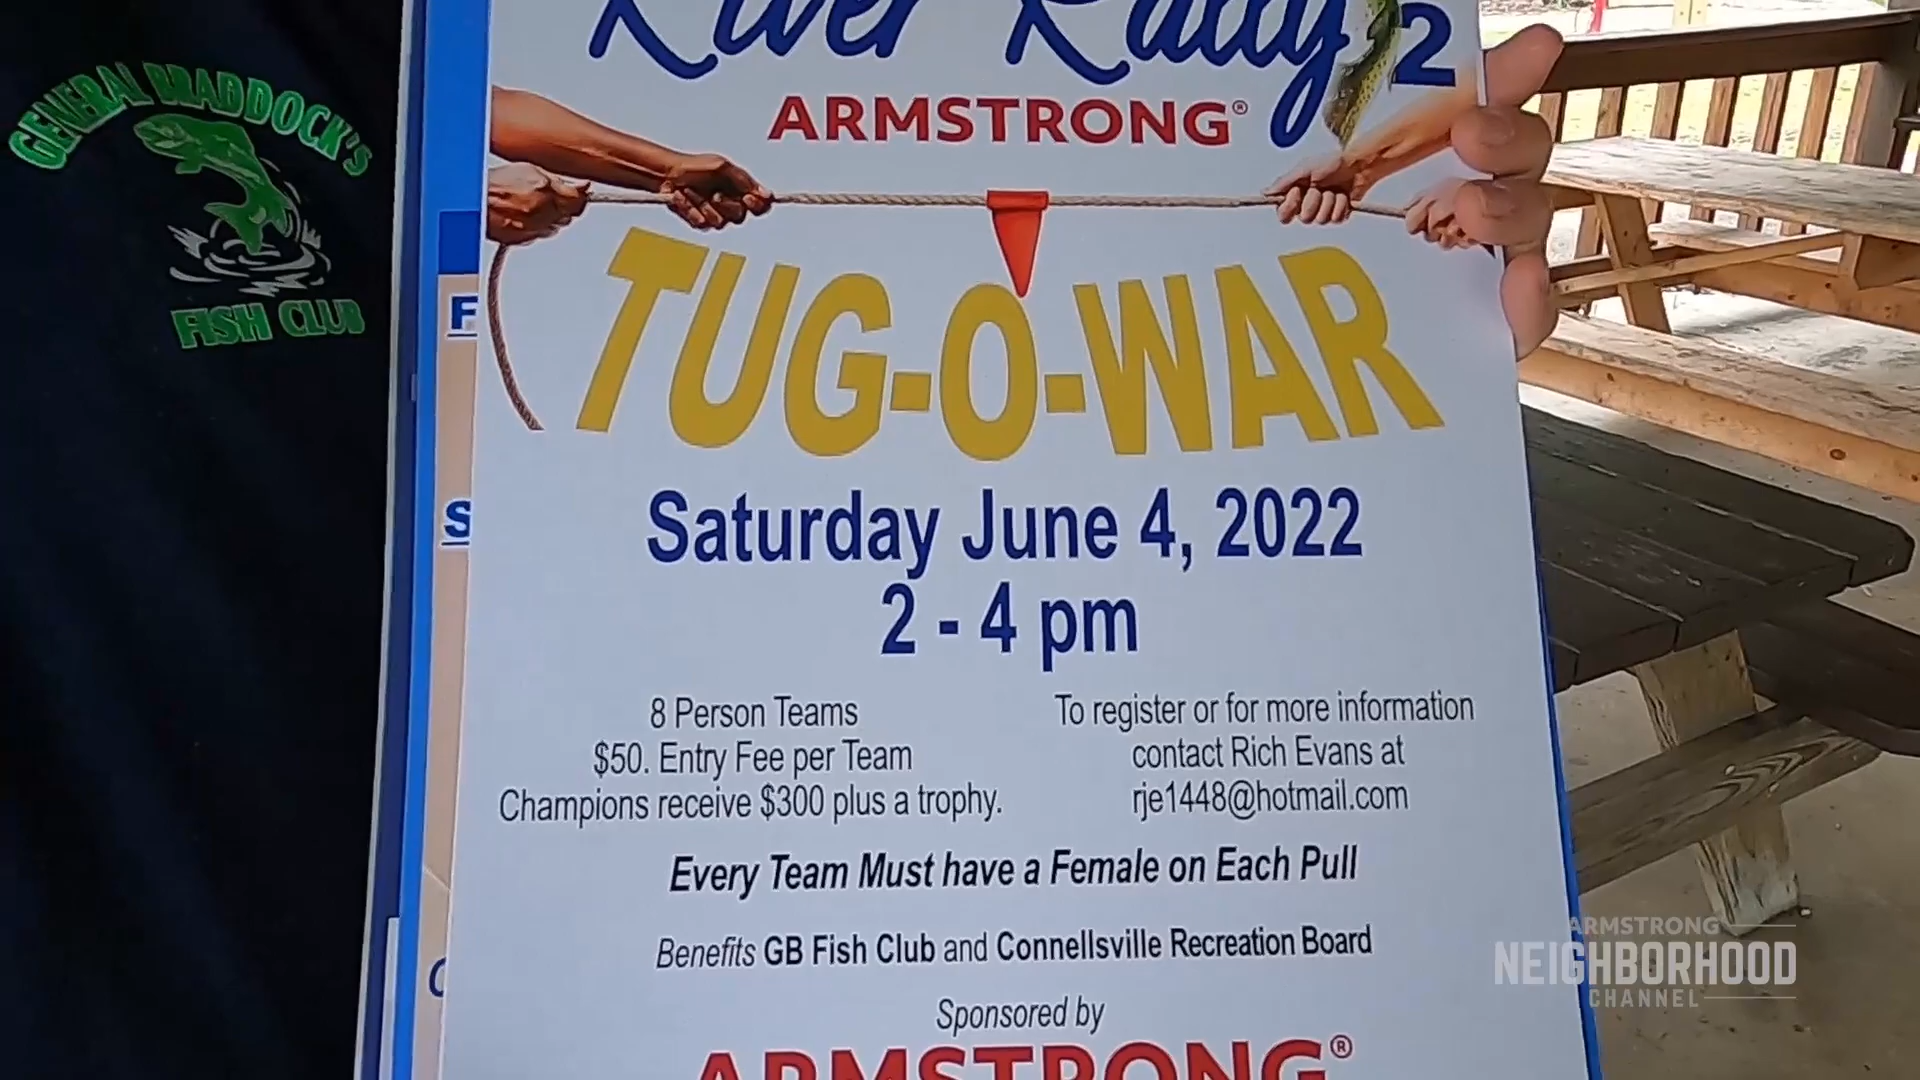 GENERAL BRADDOCK'S
FISH CLUB
River Rally 2
ARMSTRONG®
TUG-O-WAR
Saturday June 4, 2022
2 - 4 pm
8 Person Teams
$50. Entry Fee per Team
Champions receive $300 plus a trophy.
To register or for more information
contact Rich Evans at
rje1448@hotmail.com
Every Team Must have a Female on Each Pull
Benefits GB Fish Club and Connellsville Recreation Board
Sponsored by
ARMSTRONG®
F
S
ARMSTRONG
NEIGHBORHOOD
CHANNEL